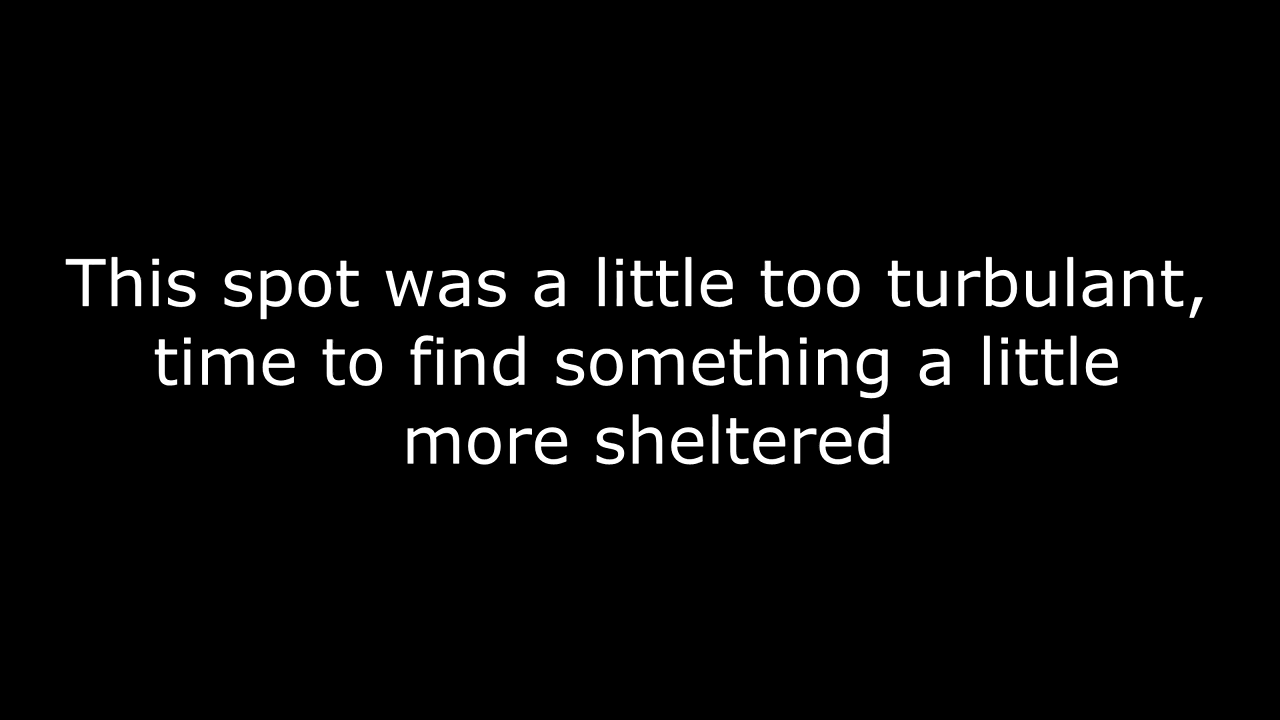 This spot was a little too turbulant,
time to find something a little
more sheltered